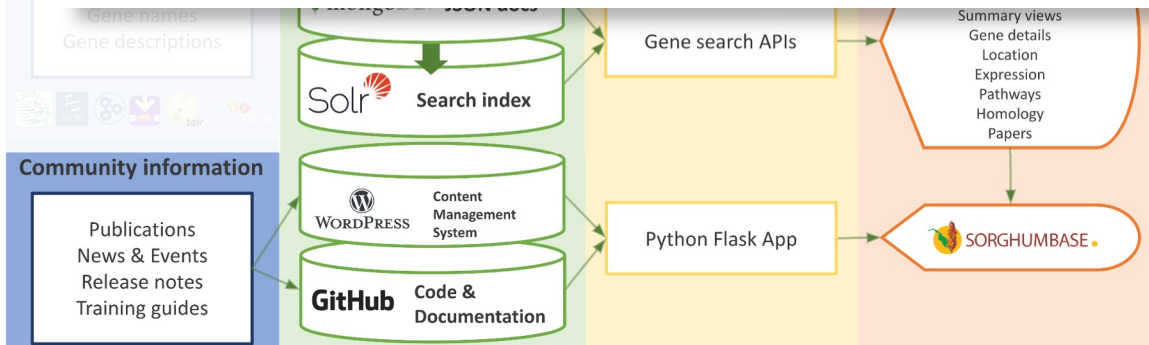 Gene names
Gene descriptions
JSON docs
Solr
Search index
Gene search APIs
Summary views
Gene details
Location
Expression
Pathways
Homology
Papers
tair
Community information
Publications
News & Events
Release notes
Training guides
WORDPRESS
Content
Management
System
GitHub
Code &
Documentation
Python Flask App
SORGHUMBASE